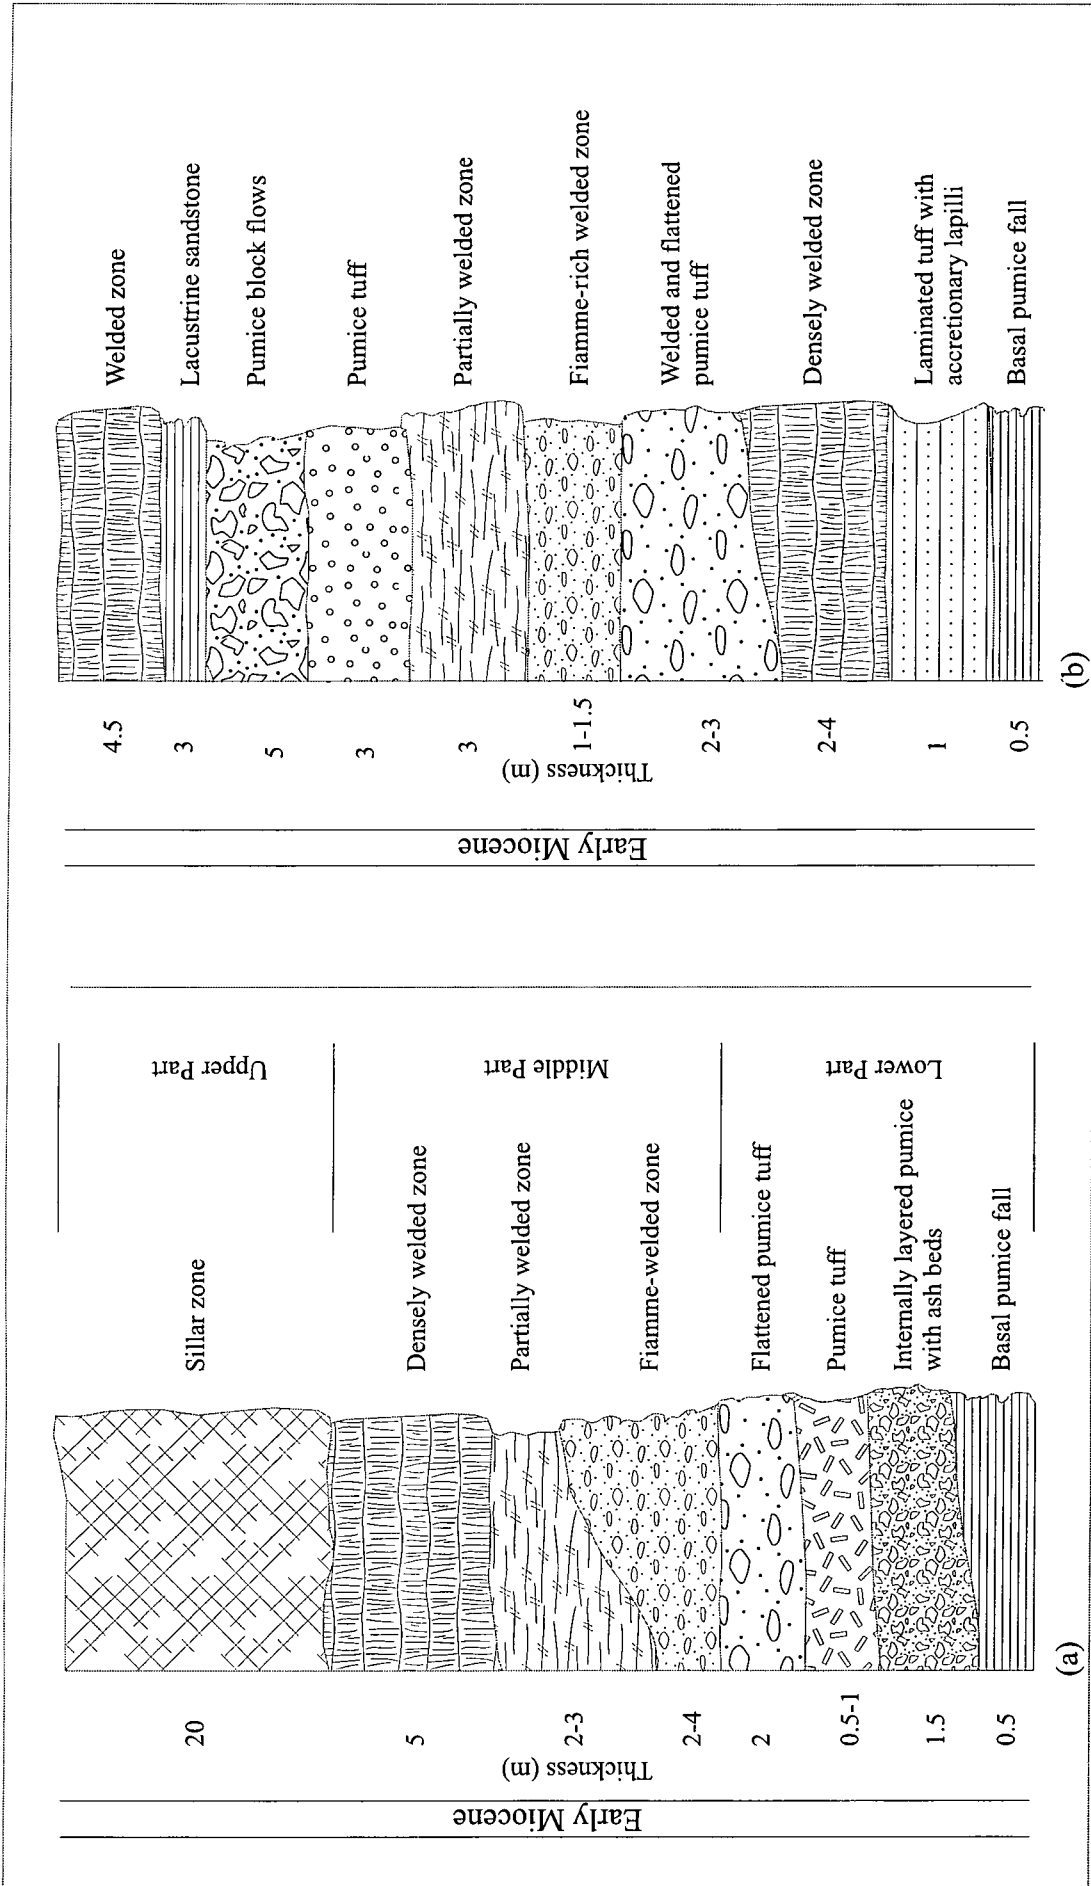 Early Miocene
Thickness (m)
20
5
2-3
2-4
2
0.5-1
1.5
0.5
Sillar zone
Densely welded zone
Partially welded zone
Fiamme-welded zone
Flattened pumice tuff
Pumice tuff
Internally layered pumice
with ash beds
Basal pumice fall
Upper Part
Middle Part
Lower Part
(a)
Early Miocene
Thickness (m)
4.5
3
5
3
3
1-1.5
2-3
2-4
1
0.5
Welded zone
Lacustrine sandstone
Pumice block flows
Pumice tuff
Partially welded zone
Fiamme-rich welded zone
Welded and flattened
pumice tuff
Densely welded zone
Laminated tuff with
accretionary lapilli
Basal pumice fall
(b)